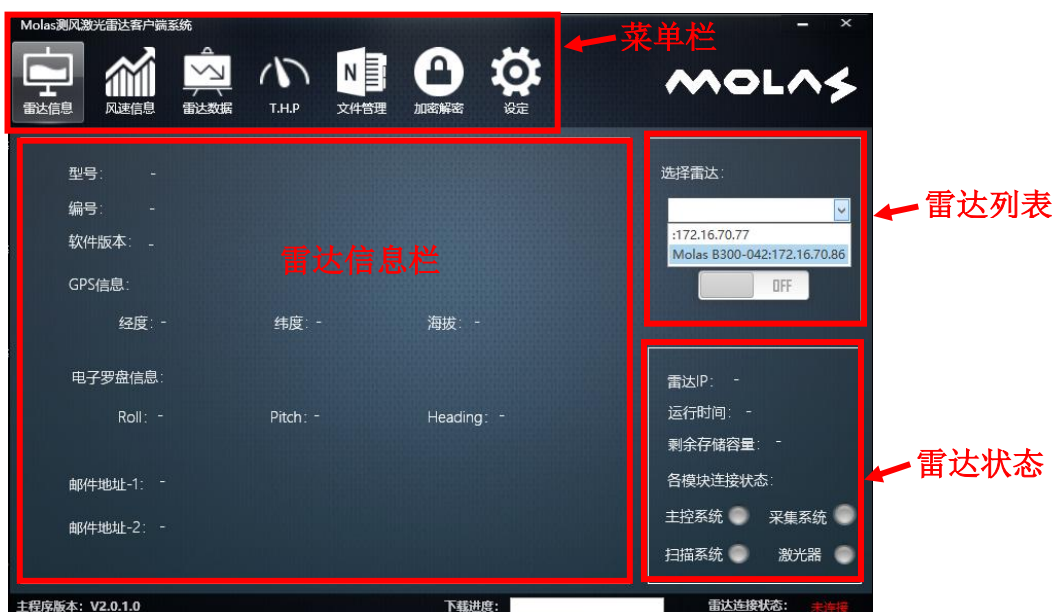 Molas测风激光雷达客户端系统
菜单栏
雷达信息 风速信息 雷达数据 T.H.P 文件管理 加密解密 设定
MOLAS
型号: -
编号: -
软件版本: -
雷达信息栏
GPS信息:
经度: - 纬度: - 海拔: -
电子罗盘信息:
Roll: - Pitch: - Heading: -
邮件地址-1: -
邮件地址-2: -
选择雷达:
:172.16.70.77
Molas B300-042:172.16.70.86
OFF
雷达列表
雷达IP: -
运行时间: -
剩余存储容量: -
各模块连接状态:
主控系统 采集系统
扫描系统 激光器
雷达状态
主程序版本: V2.0.1.0 下载进度: 雷达连接状态: 未连接